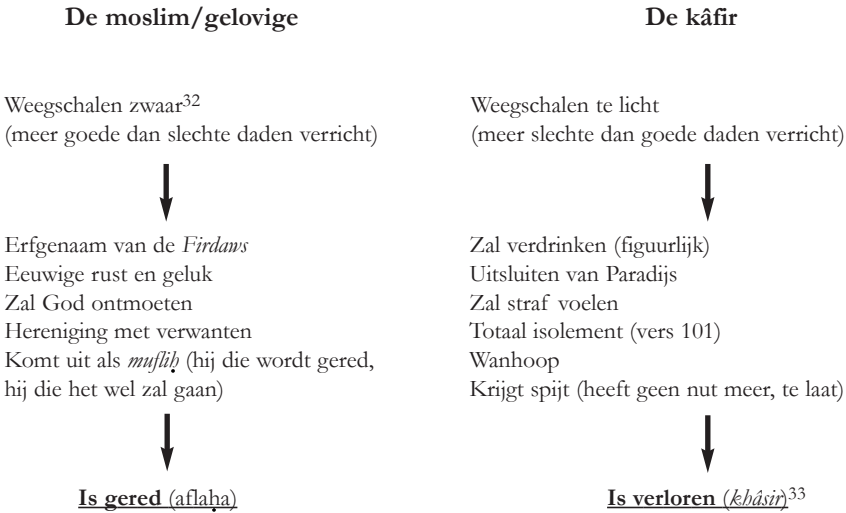 De moslim/gelovige
Weegschalen zwaar32
(meer goede dan slechte daden verricht)
Erfgenaam van de Firdaws
Eeuwige rust en geluk
Zal God ontmoeten
Hereniging met verwanten
Komt uit als mufliḥ (hij die wordt gered,
hij die het wel zal gaan)
Is gered (aflaḥa)
De kâfir
Weegschalen te licht
(meer slechte dan goede daden verricht)
Zal verdrinken (figuurlijk)
Uitsluiten van Paradijs
Zal straf voelen
Totaal isolement (vers 101)
Wanhoop
Krijgt spijt (heeft geen nut meer, te laat)
Is verloren (khâsir)33